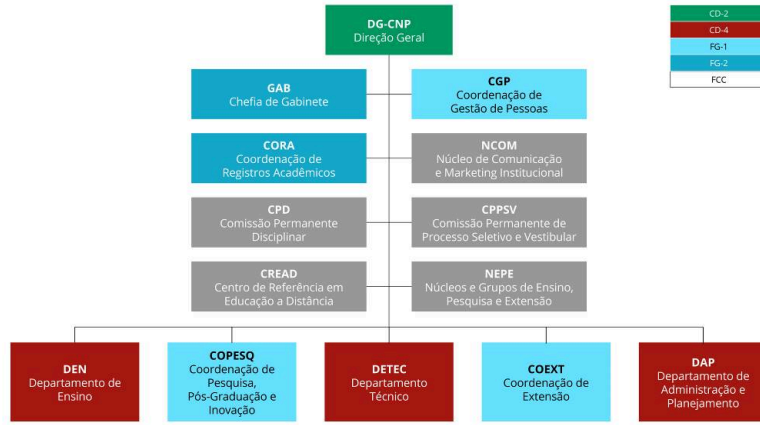 DG-CNP
Direção Geral
CD-2
CD-4
FG-1
FG-2
FCC
GAB
Chefia de Gabinete
CGP
Coordenação de
Gestão de Pessoas
CORA
Coordenação de
Registros Acadêmicos
NCOM
Núcleo de Comunicação
e Marketing Institucional
CPD
Comissão Permanente
Disciplinar
CPPSV
Comissão Permanente de
Processo Seletivo e Vestibular
CREAD
Centro de Referência em
Educação a Distância
NEPE
Núcleos e Grupos de Ensino,
Pesquisa e Extensão
DEN
Departamento de
Ensino
COPESQ
Coordenação de
Pesquisa,
Pós-Graduação e
Inovação
DETEC
Departamento
Técnico
COEXT
Coordenação de
Extensão
DAP
Departamento de
Administração e
Planejamento